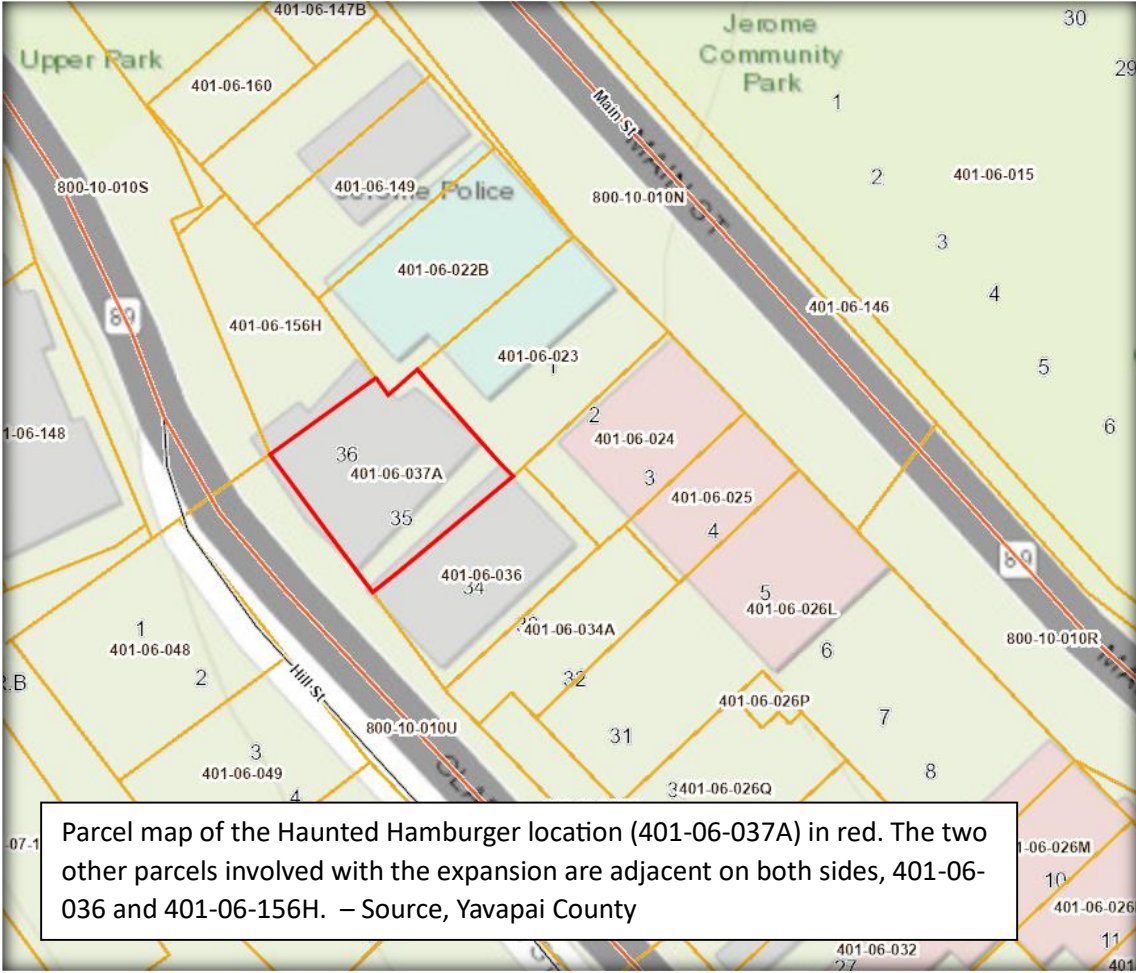 401-06-147B
30
Jerome
Community
Park
Upper Park
29
401-06-160
1
Main St
MAIN ST
2
401-06-015
800-10-010S
401-06-149
Police
800-10-010N
3
401-06-022B
4
401-06-146
89
401-06-156H
401-06-023
1
5
2
6
401-06-024
36
401-06-037A
3
401-06-025
35
4
89
401-06-036
34
5
401-06-026L
401-06-034A
1
401-06-048
6
800-10-010R
2
32
Hill-St
401-06-026P
7
800-10-010U
31
3
401-06-049
8
401-06-026Q
4
Parcel map of the Haunted Hamburger location (401-06-037A) in red. The two
other parcels involved with the expansion are adjacent on both sides, 401-06-
036 and 401-06-156H. – Source, Yavapai County
10
11
401-06-032
27